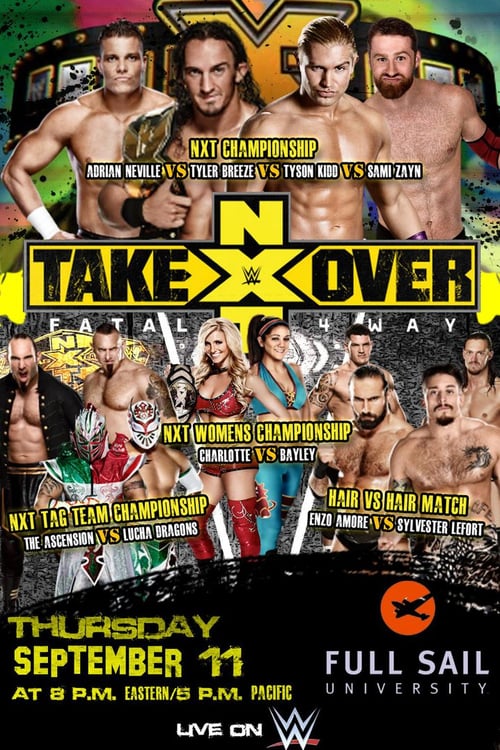 NXT CHAMPIONSHIP
ADRIAN NEVILLE VS TYLER BREEZE VS TYSON KIDD VS SAMI ZAYN
NXT
TAKEOVER
W
FATAL 4 WAY
NXT WOMENS CHAMPIONSHIP
CHARLOTTE VS BAYLEY
HAIR VS HAIR MATCH
ENZO AMORE VS SYLVESTER LEFORT
NXT TAG TEAM CHAMPIONSHIP
THE ASCENSION VS LUCHA DRAGONS
THURSDAY
SEPTEMBER 11
AT 8 P.M. EASTERN/5 P.M. PACIFIC
FULL SAIL
UNIVERSITY
LIVE ON W